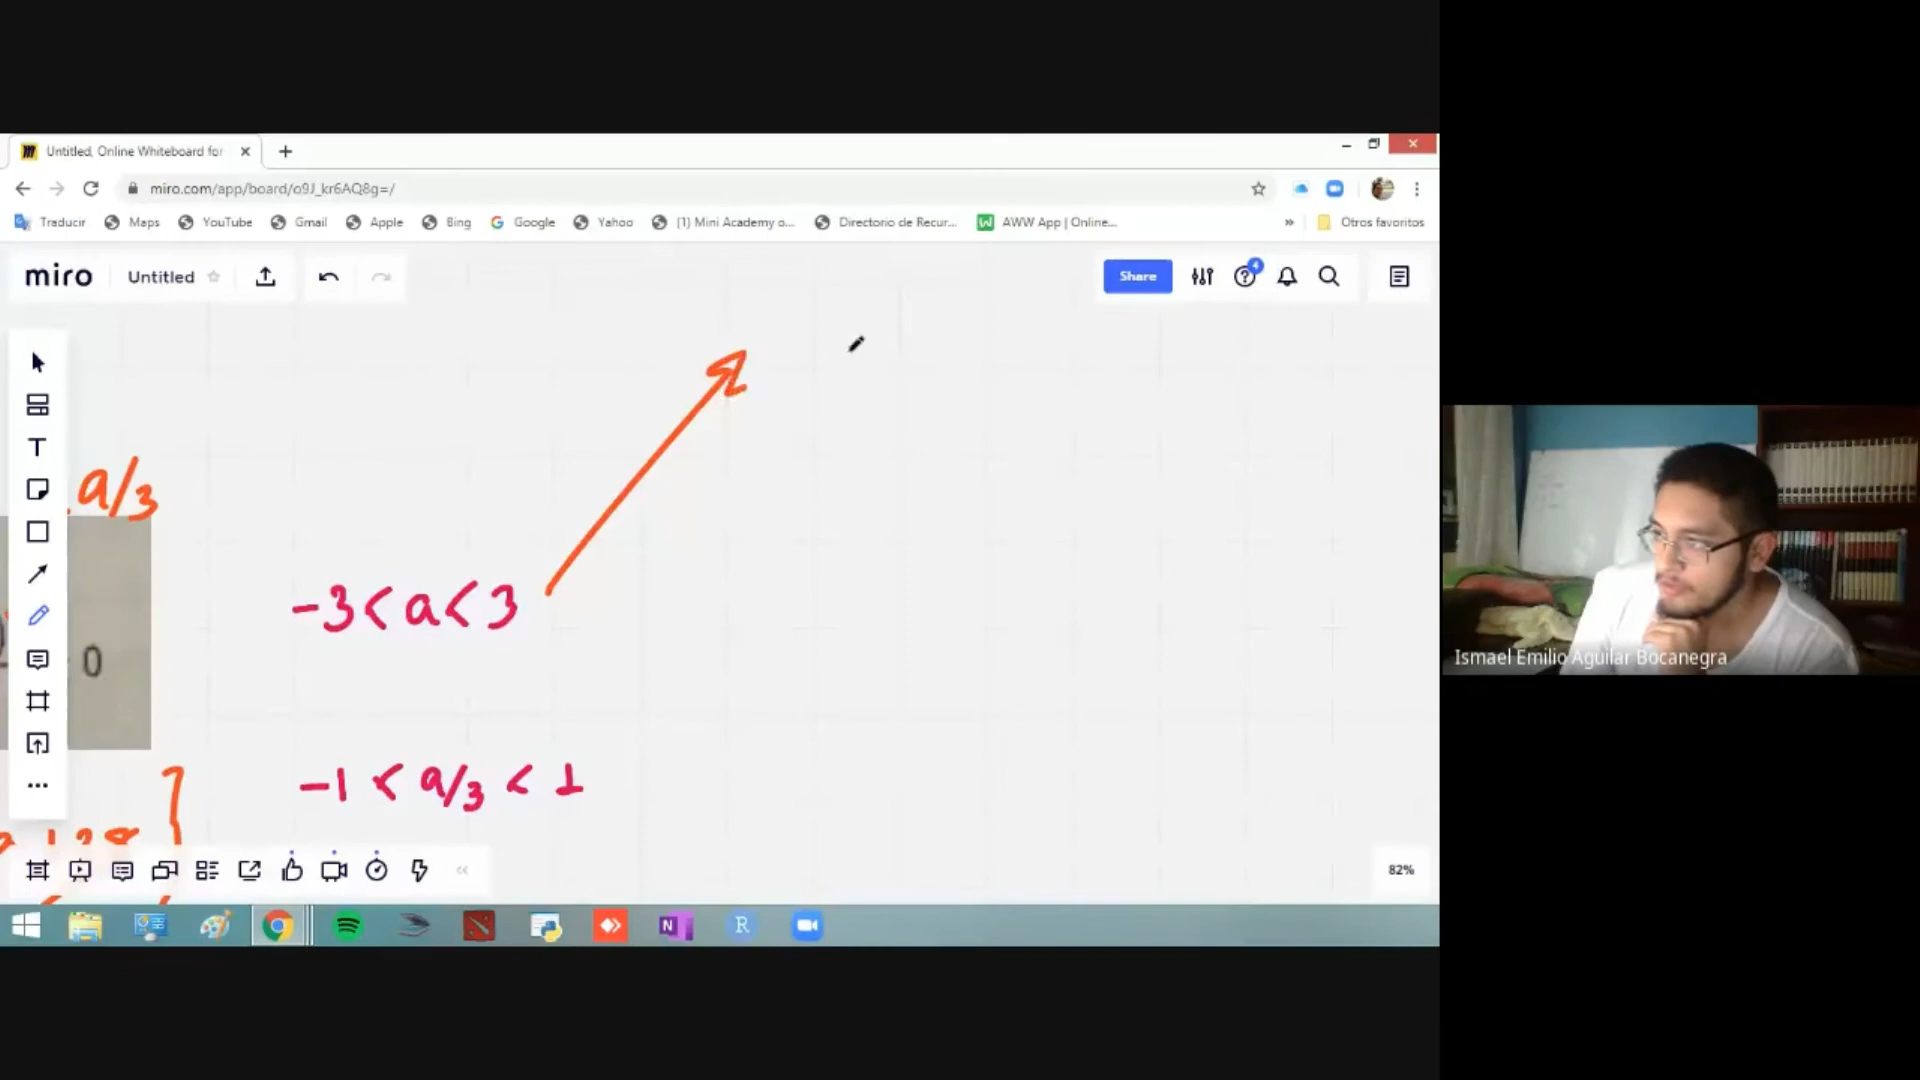 Untitled, Online Whiteboard for
miro.com/app/board/o9J_kr6AQ8g=/
Traducir Maps YouTube Gmail Apple Bing Google Yahoo (1) Mini Academy o... Directorio de Recur... AWW App | Online... » Otros favoritos
miro Untitled Share 4
T
a/3
-3 < a < 3
0
-1 < a/3 < 1
82%
Ismael Emilio Aguilar Bocanegra